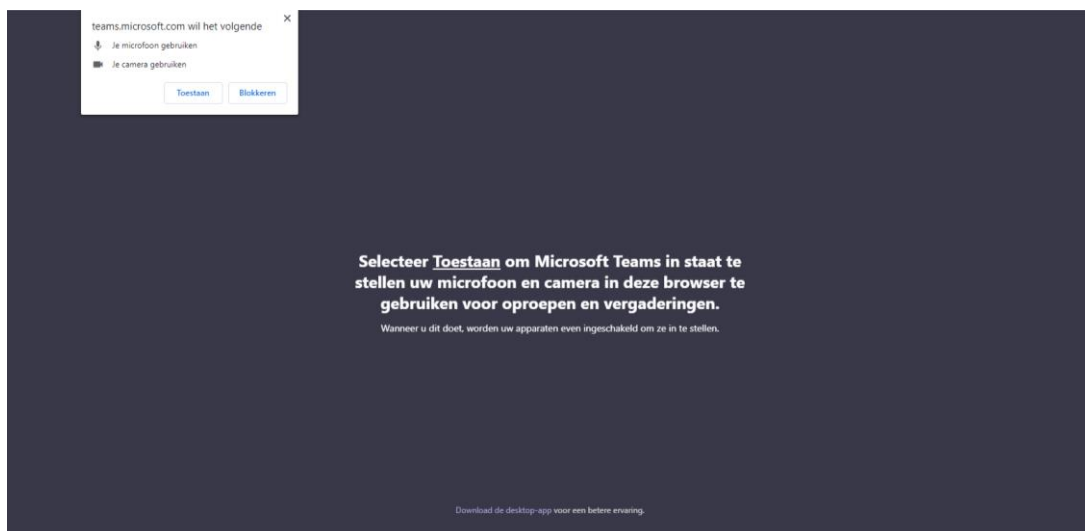 teams.microsoft.com wil het volgende
Je microfoon gebruiken
Je camera gebruiken
Toestaan Blokkeren
Selecteer Toestaan om Microsoft Teams in staat te
stellen uw microfoon en camera in deze browser te
gebruiken voor oproepen en vergaderingen.
Wanneer u dit doet, worden uw apparaten even ingeschakeld om ze in te stellen.
Download de desktop-app voor een betere ervaring.